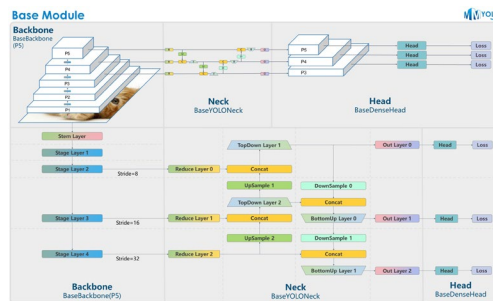 Base Module
MMYOLO
Backbone
BaseBackbone
(P5)
P5
P4
P3
P2
P1
Neck
BaseYOLONeck
P5
P4
P3
Head
Loss
Head
Loss
Head
Loss
Head
BaseDenseHead
Stem Layer
Stage Layer 1
Stage Layer 2
Stride=8
Reduce Layer 0
TopDown Layer 1
Concat
Out Layer 0
Head
Loss
UpSample 1
DownSample 0
TopDown Layer 2
Concat
Stage Layer 3
Stride=16
Reduce Layer 1
Concat
BottomUp Layer 0
Out Layer 1
Head
Loss
UpSample 2
DownSample 1
Stage Layer 4
Stride=32
Reduce Layer 2
Concat
BottomUp Layer 1
Out Layer 2
Head
Loss
Backbone
BaseBackbone(P5)
Neck
BaseYOLONeck
Head
BaseDenseHead